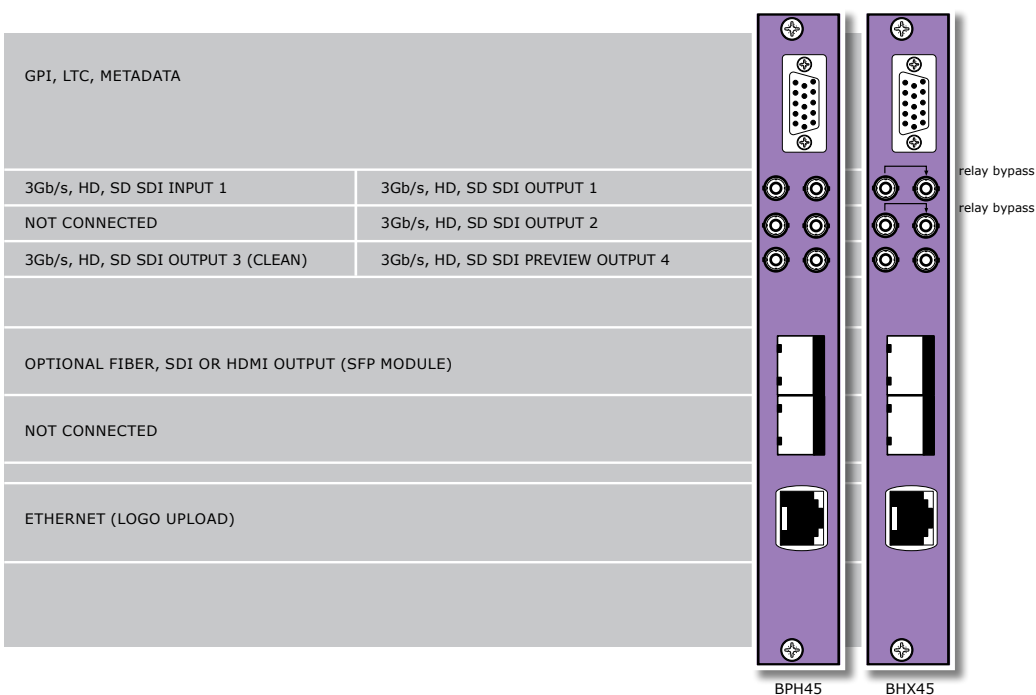 GPI, LTC, METADATA
relay bypass
3Gb/s, HD, SD SDI INPUT 1
3Gb/s, HD, SD SDI OUTPUT 1
relay bypass
NOT CONNECTED
3Gb/s, HD, SD SDI OUTPUT 2
3Gb/s, HD, SD SDI OUTPUT 3 (CLEAN)
3Gb/s, HD, SD SDI PREVIEW OUTPUT 4
OPTIONAL FIBER, SDI OR HDMI OUTPUT (SFP MODULE)
NOT CONNECTED
ETHERNET (LOGO UPLOAD)
BPH45
BHX45